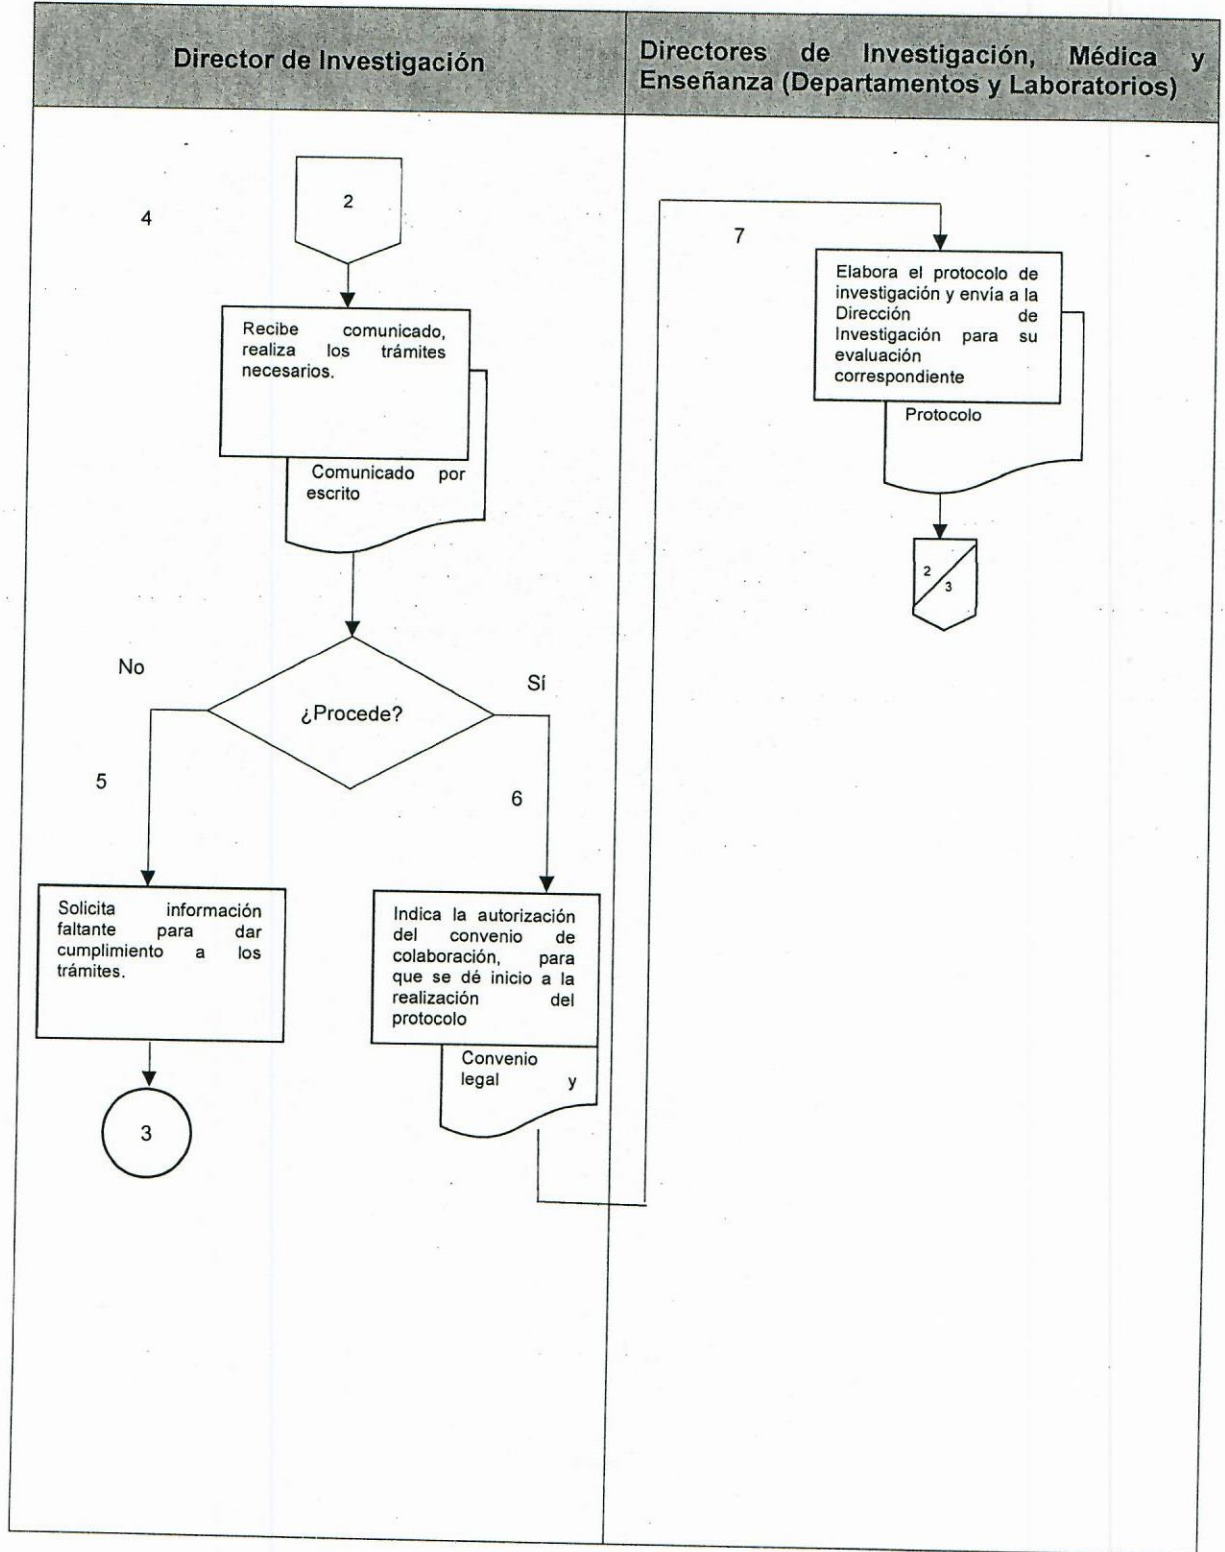 Director de Investigación
Directores de Investigación, Médica y
Enseñanza (Departamentos y Laboratorios)
4
2
Recibe comunicado,
realiza los trámites
necesarios.
Comunicado por
escrito
¿Procede?
No
Sí
5
6
Solicita información
faltante para dar
cumplimiento a los
trámites.
3
Indica la autorización
del convenio de
colaboración, para
que se dé inicio a la
realización del
protocolo
Convenio
legal y
7
Elabora el protocolo de
investigación y envía a la
Dirección de
Investigación para su
evaluación
correspondiente
Protocolo
2
3